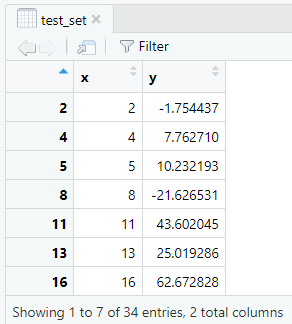 test_set
Filter
x y
2 2 -1.754437
4 4 7.762710
5 5 10.232193
8 8 -21.626531
11 11 43.602045
13 13 25.019286
16 16 62.672828
Showing 1 to 7 of 34 entries, 2 total columns